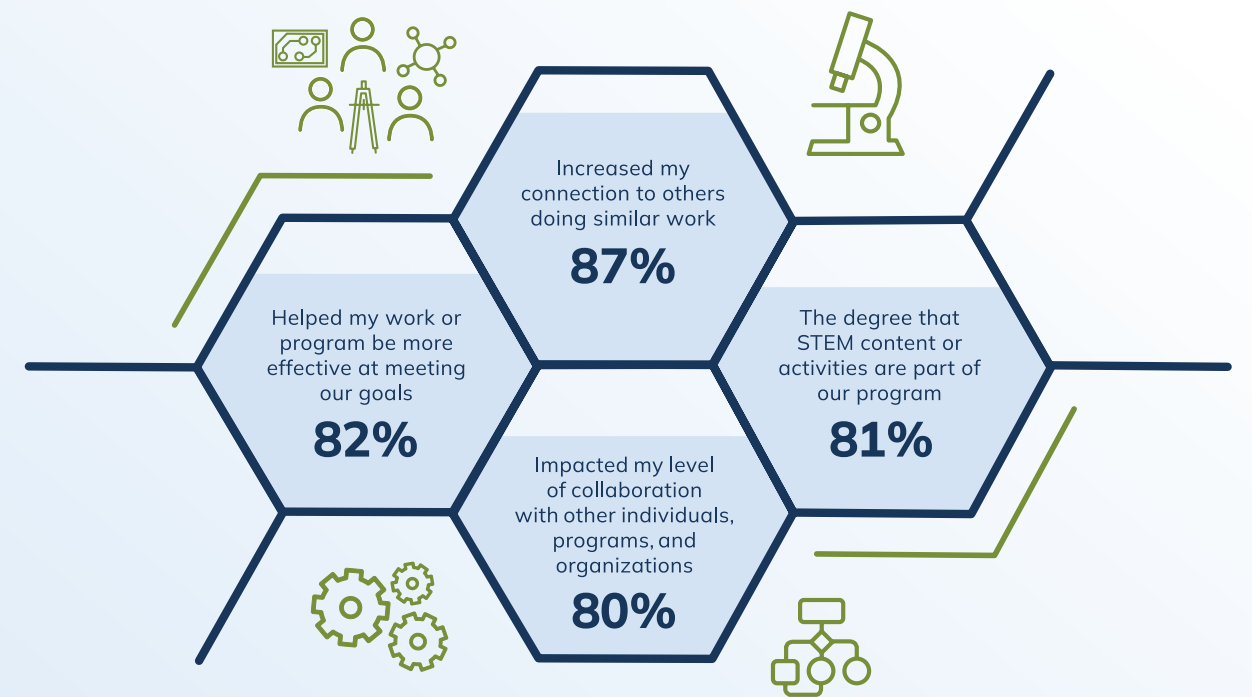 Increased my
connection to others
doing similar work
87%
Helped my work or
program be more
effective at meeting
our goals
82%
The degree that
STEM content or
activities are part of
our program
81%
Impacted my level
of collaboration
with other individuals,
programs, and
organizations
80%